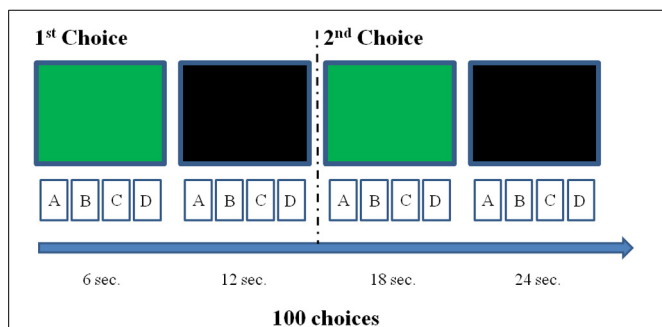 1st Choice 2nd Choice
A B C D A B C D A B C D A B C D
6 sec. 12 sec. 18 sec. 24 sec.
100 choices